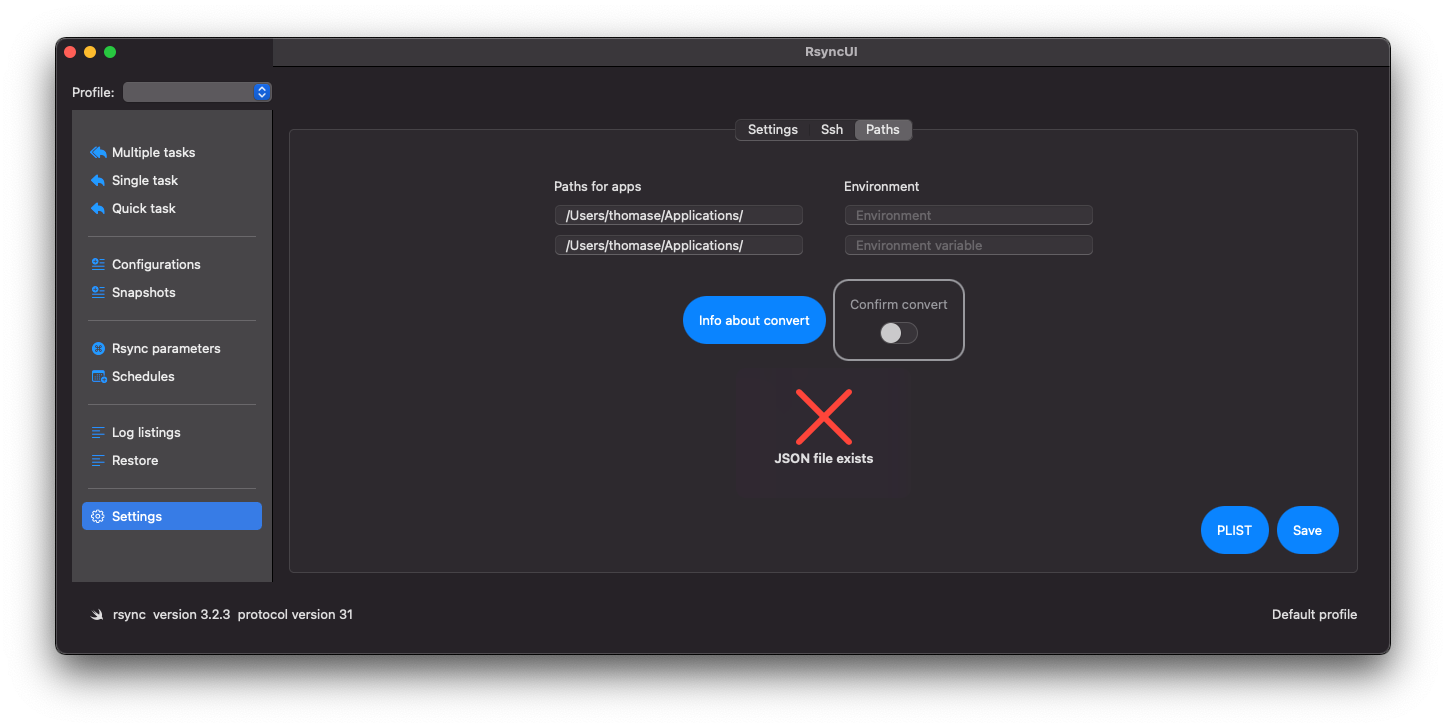 RsyncUI
Profile:
Multiple tasks
Single task
Quick task
Configurations
Snapshots
Rsync parameters
Schedules
Log listings
Restore
Settings
Settings Ssh Paths
Paths for apps Environment
/Users/thomase/Applications/ Environment
/Users/thomase/Applications/ Environment variable
Info about convert
Confirm convert
JSON file exists
PLIST Save
rsync version 3.2.3 protocol version 31
Default profile